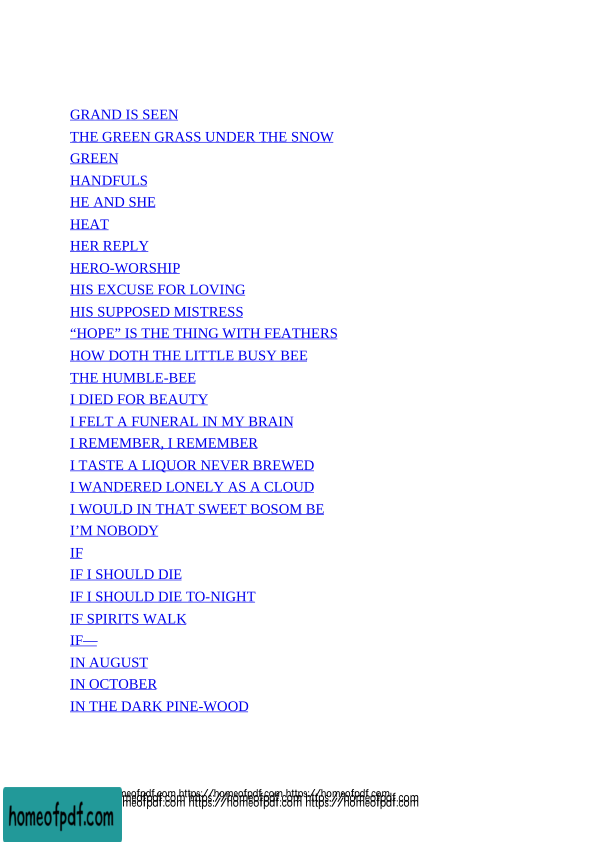 GRAND IS SEEN
THE GREEN GRASS UNDER THE SNOW
GREEN
HANDFULS
HE AND SHE
HEAT
HER REPLY
HERO-WORSHIP
HIS EXCUSE FOR LOVING
HIS SUPPOSED MISTRESS
“HOPE” IS THE THING WITH FEATHERS
HOW DOTH THE LITTLE BUSY BEE
THE HUMBLE-BEE
I DIED FOR BEAUTY
I FELT A FUNERAL IN MY BRAIN
I REMEMBER, I REMEMBER
I TASTE A LIQUOR NEVER BREWED
I WANDERED LONELY AS A CLOUD
I WOULD IN THAT SWEET BOSOM BE
I’M NOBODY
IF
IF I SHOULD DIE
IF I SHOULD DIE TO-NIGHT
IF SPIRITS WALK
IF—
IN AUGUST
IN OCTOBER
IN THE DARK PINE-WOOD
meofpdf.com https://homeofpdf.com https://homeofpdf.com
meofpdf.com https://homeofpdf.com https://homeofpdf.com
homeofpdf.com